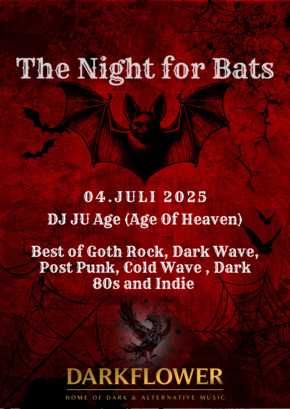 The Night for Bats
04.JULI 2025
DJ JU Age (Age Of Heaven)
Best of Goth Rock, Dark Wave,
Post Punk, Cold Wave , Dark
80s and Indie
DARKFLOWER
HOME OF DARK & ALTERNATIVE MUSIC